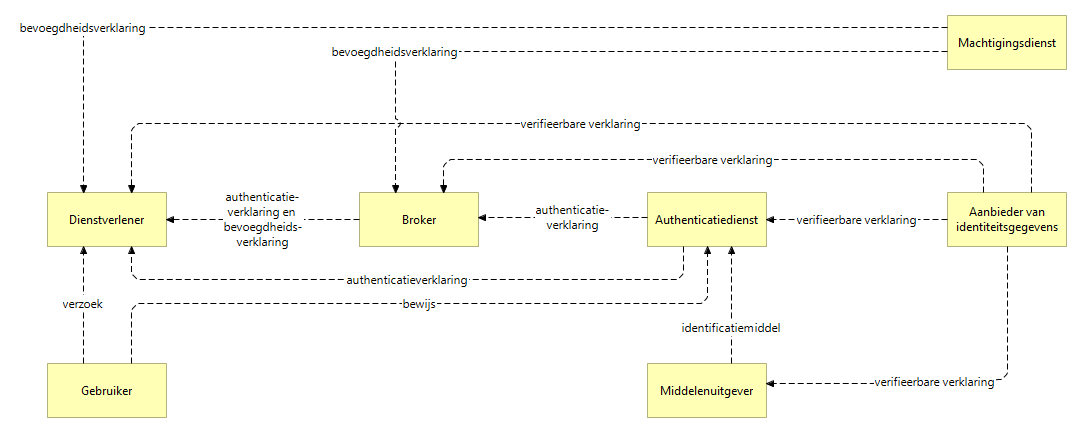 bevoegdheidsverklaring
Machtigingsdienst
bevoegdheidsverklaring
verifieerbare verklaring
verifieerbare verklaring
Dienstverlener
authenticatie-
verklaring en
bevoegdheids-
verklaring
Broker
authenticatie-
verklaring
Authenticatiedienst
verifieerbare verklaring
Aanbieder van
identiteitsgegevens
authenticatieverklaring
verzoek
bewijs
identificatiemiddel
Gebruiker
Middelenuitgever
verifieerbare verklaring